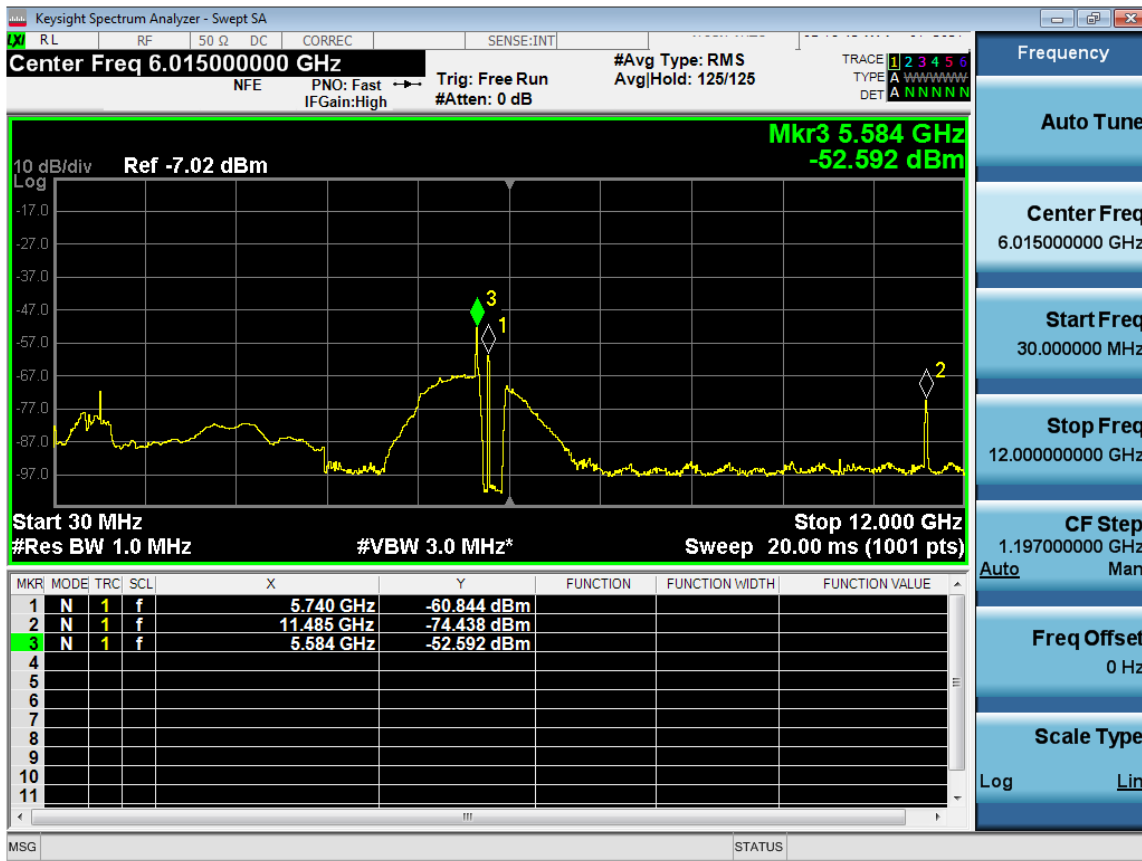 Keysight Spectrum Analyzer - Swept SA
LXI RL RF 50 Ω DC CORREC SENSE:INT
Center Freq 6.015000000 GHz
NFE PNO: Fast IFGain:High
Trig: Free Run
#Atten: 0 dB
#Avg Type: RMS
Avg|Hold: 125/125
TRACE 1 2 3 4 5 6
TYPE A WWWWW
DET A N N N N N
Mkr3 5.584 GHz
-52.592 dBm
10 dB/div Ref -7.02 dBm
Log
-17.0
-27.0
-37.0
-47.0
-57.0
-67.0
-77.0
-87.0
-97.0
3
1
2
Start 30 MHz Stop 12.000 GHz
#Res BW 1.0 MHz #VBW 3.0 MHz* Sweep 20.00 ms (1001 pts)
MKR MODE TRC SCL X Y FUNCTION FUNCTION WIDTH FUNCTION VALUE
1 N 1 f 5.740 GHz -60.844 dBm
2 N 1 f 11.485 GHz -74.438 dBm
3 N 1 f 5.584 GHz -52.592 dBm
4
5
6
7
8
9
10
11
MSG STATUS
Frequency
Auto Tune
Center Freq
6.015000000 GHz
Start Freq
30.000000 MHz
Stop Freq
12.000000000 GHz
CF Step
1.197000000 GHz
Auto Man
Freq Offset
0 Hz
Scale Type
Log Lin